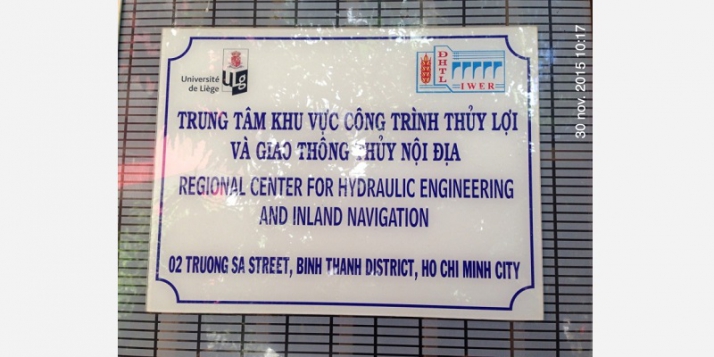 Université
de Liège
ĐHTL
IWER
TRUNG TÂM KHU VỰC CÔNG TRÌNH THỦY LỢI
VÀ GIAO THÔNG THỦY NỘI ĐỊA
REGIONAL CENTER FOR HYDRAULIC ENGINEERING
AND INLAND NAVIGATION
02 TRUONG SA STREET, BINH THANH DISTRICT, HO CHI MINH CITY
30 nov. 2015 10:17